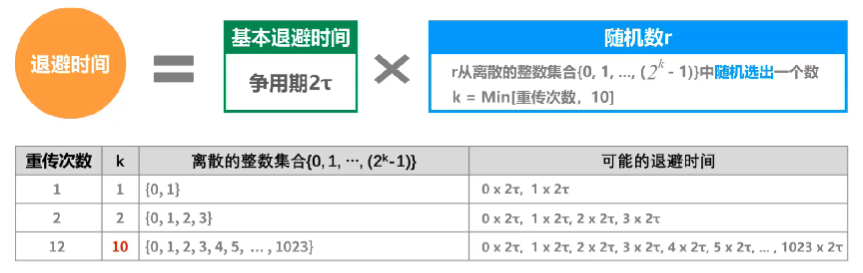 退避时间
=
基本退避时间
争用期2τ
×
随机数r
r从离散的整数集合{0, 1, ..., (2^k - 1)}中随机选出一个数
k = Min[重传次数, 10]
重传次数 k 离散的整数集合{0, 1, ···, (2^k-1)} 可能的退避时间
1 1 {0, 1} 0 x 2τ, 1 x 2τ
2 2 {0, 1, 2, 3} 0 x 2τ, 1 x 2τ, 2 x 2τ, 3 x 2τ
12 10 {0, 1, 2, 3, 4, 5, ... , 1023} 0 x 2τ, 1 x 2τ, 2 x 2τ, 3 x 2τ, 4 x 2τ, 5 x 2τ, ... , 1023 x 2τ